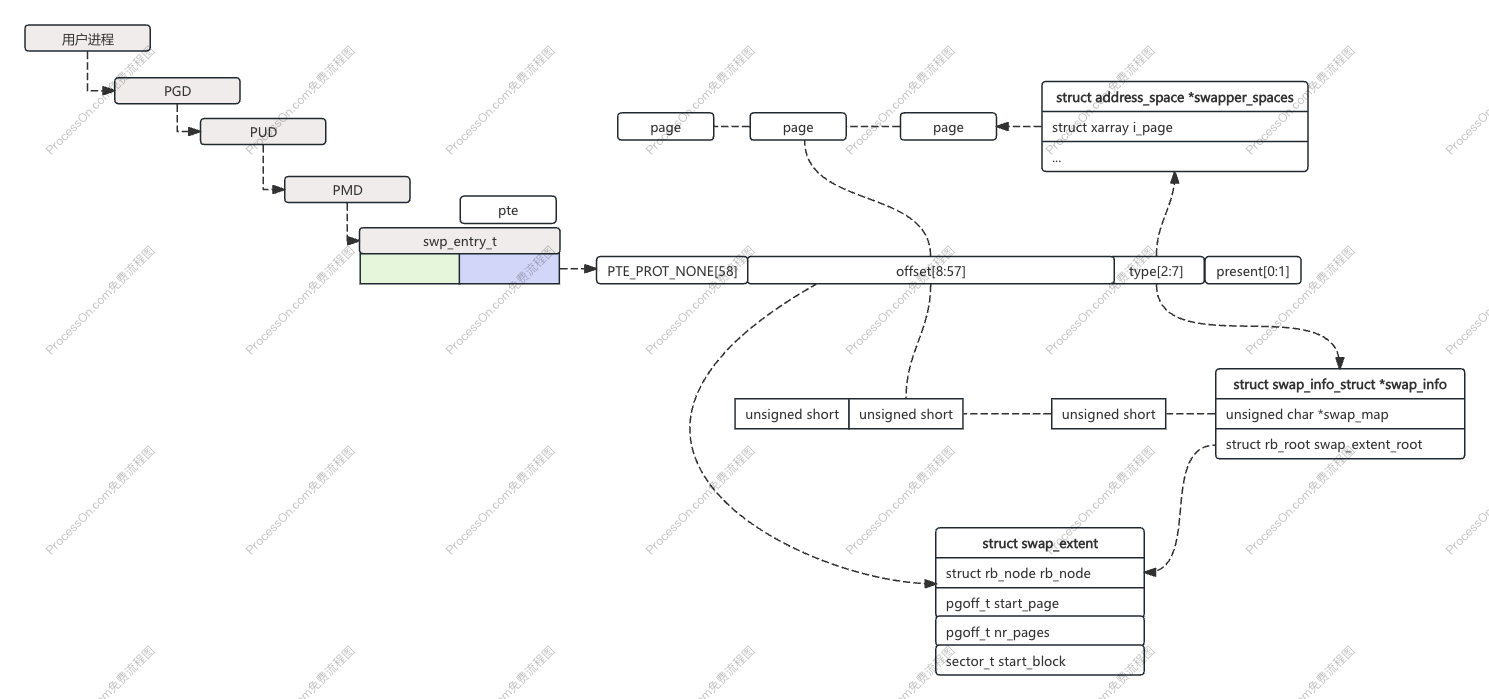 用户进程
PGD
PUD
PMD
pte
swp_entry_t
page
page
page
struct address_space *swapper_spaces
struct xarray i_page
...
PTE_PROT_NONE[58]
offset[8:57]
type[2:7]
present[0:1]
struct swap_info_struct *swap_info
unsigned char *swap_map
struct rb_root swap_extent_root
unsigned short
unsigned short
unsigned short
struct swap_extent
struct rb_node rb_node
pgoff_t start_page
pgoff_t nr_pages
sector_t start_block
ProcessOn.com免费流程图